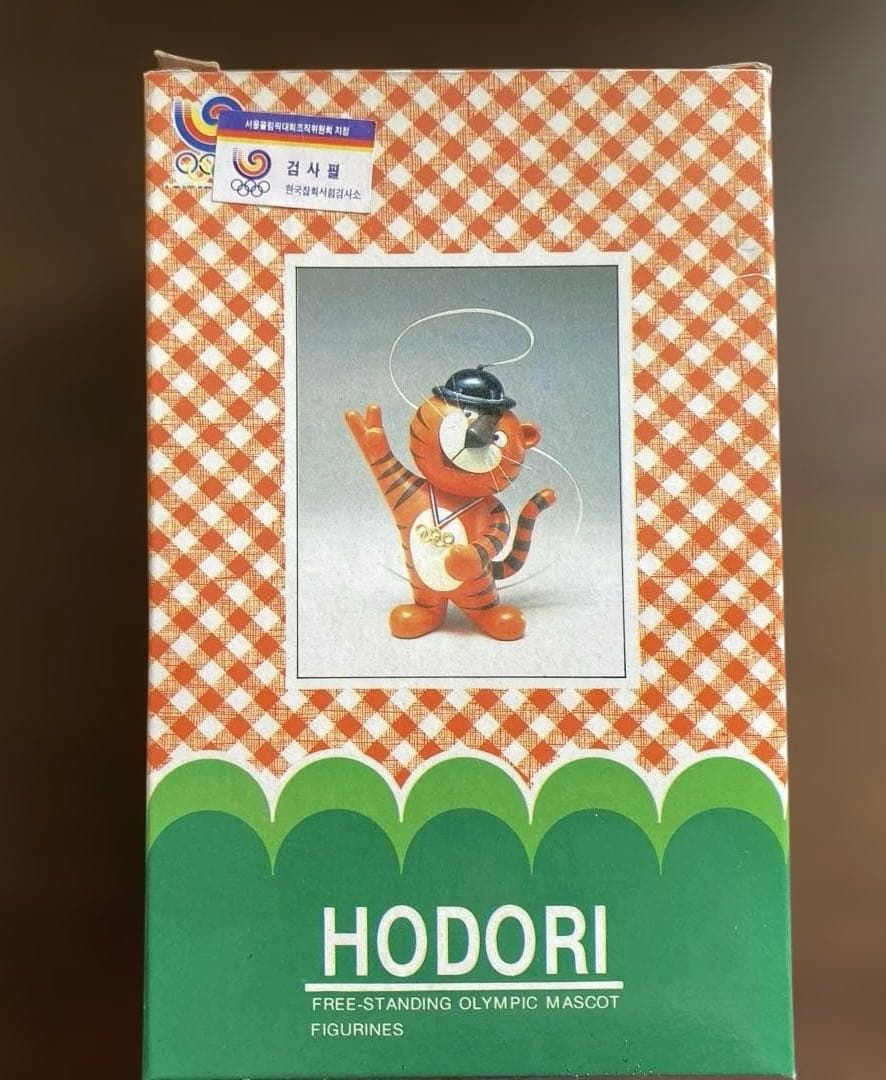 서울올림픽대회조직위원회 지정
검사필
한국잡화시험검사소
HODORI
FREE-STANDING OLYMPIC MASCOT
FIGURINES